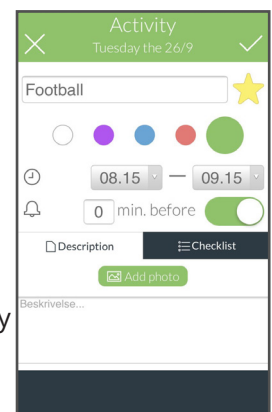 Activity
Tuesday the 26/9
Football
08.15 — 09.15
0 min. before
Description Checklist
Add photo
Beskrivelse...
y